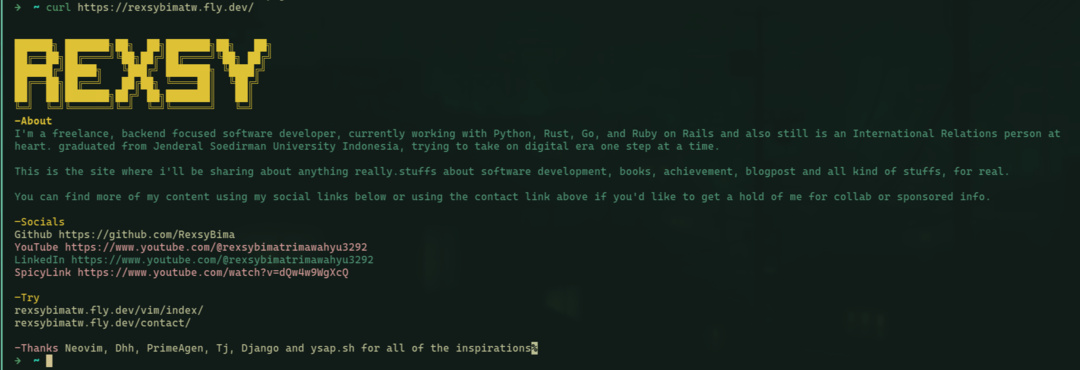 → ~ curl https://rexsybimatw.fly.dev/
REXSY
-About
I'm a freelance, backend focused software developer, currently working with Python, Rust, Go, and Ruby on Rails and also still is an International Relations person at
heart. graduated from Jenderal Soedirman University Indonesia, trying to take on digital era one step at a time.
This is the site where i'll be sharing about anything really.stuffs about software development, books, achievement, blogpost and all kind of stuffs, for real.
You can find more of my content using my social links below or using the contact link above if you'd like to get a hold of me for collab or sponsored info.
-Socials
Github https://github.com/RexsyBima
YouTube https://www.youtube.com/@rexsybimatrimawahyu3292
LinkedIn https://www.youtube.com/@rexsybimatrimawahyu3292
SpicyLink https://www.youtube.com/watch?v=dQw4w9WgXcQ
-Try
rexsybimatw.fly.dev/vim/index/
rexsybimatw.fly.dev/contact/
-Thanks Neovim, Dhh, PrimeAgen, Tj, Django and ysap.sh for all of the inspirations%
→ ~